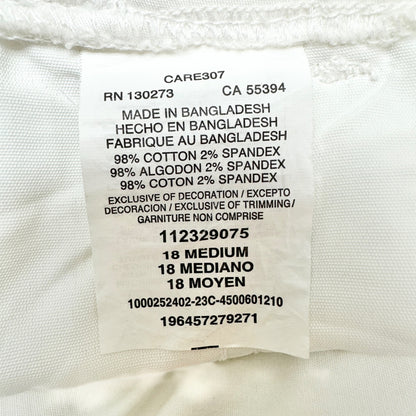 CARE307
RN 130273 CA 55394
MADE IN BANGLADESH
HECHO EN BANGLADESH
FABRIQUE AU BANGLADESH
98% COTTON 2% SPANDEX
98% ALGODON 2% SPANDEX
98% COTON 2% SPANDEX
EXCLUSIVE OF DECORATION / EXCEPTO
DECORACION / EXCLUSIVE OF TRIMMING/
GARNITURE NON COMPRISE
112329075
18 MEDIUM
18 MEDIANO
18 MOYEN
1000252402-23C-4500601210
196457279271